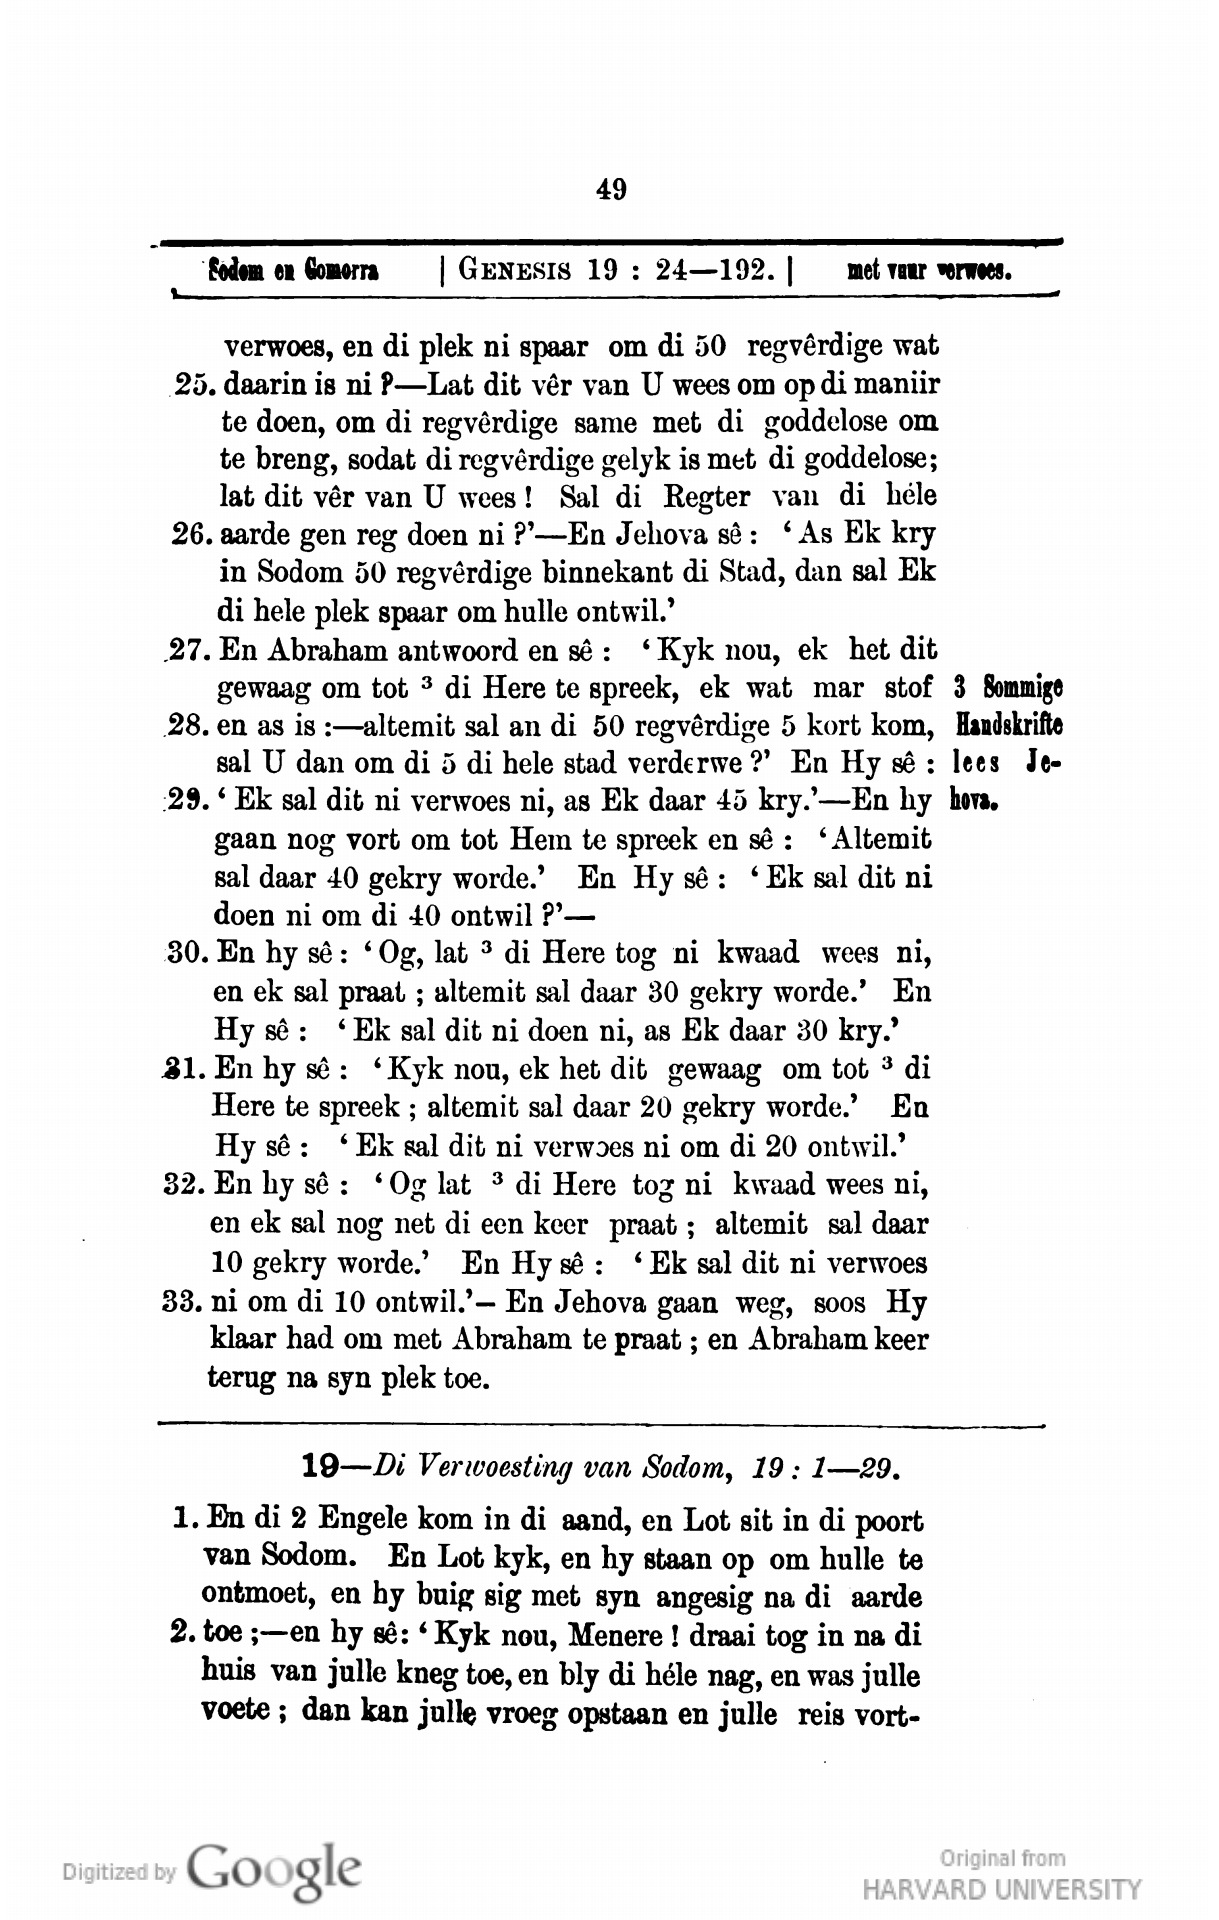 49
Sodom en Gomorra | GENESIS 19 : 24—192. | met vuur verwoes.
verwoes, en di plek ni spaar om di 50 regvêrdige wat
25. daarin is ni ?—Lat dit vêr van U wees om op di maniir
te doen, om di regvêrdige same met di goddelose om
te breng, sodat di regvêrdige gelyk is met di goddelose;
lat dit vêr van U wees ! Sal di Regter van di héle
26. aarde gen reg doen ni ?’—En Jehova sê : ‘ As Ek kry
in Sodom 50 regvêrdige binnekant di Stad, dan sal Ek
di hele plek spaar om hulle ontwil.’
27. En Abraham antwoord en sê : ‘ Kyk nou, ek het dit
gewaag om tot ³ di Here te spreek, ek wat mar stof
28. en as is :—altemit sal an di 50 regvêrdige 5 kort kom,
sal U dan om di 5 di hele stad verderwe ?’ En Hy sê :
29. ‘ Ek sal dit ni verwoes ni, as Ek daar 45 kry.’—En hy
gaan nog vort om tot Hem te spreek en sê : ‘ Altemit
sal daar 40 gekry worde.’ En Hy sê : ‘ Ek sal dit ni
doen ni om di 40 ontwil ?’—
30. En hy sê : ‘ Og, lat ³ di Here tog ni kwaad wees ni,
en ek sal praat ; altemit sal daar 30 gekry worde.’ En
Hy sê : ‘ Ek sal dit ni doen ni, as Ek daar 30 kry.’
31. En hy sê : ‘ Kyk nou, ek het dit gewaag om tot ³ di
Here te spreek ; altemit sal daar 20 gekry worde.’ En
Hy sê : ‘ Ek sal dit ni verwoes ni om di 20 ontwil.’
32. En hy sê : ‘ Og lat ³ di Here tog ni kwaad wees ni,
en ek sal nog net di een keer praat ; altemit sal daar
10 gekry worde.’ En Hy sê : ‘ Ek sal dit ni verwoes
33. ni om di 10 ontwil.’— En Jehova gaan weg, soos Hy
klaar had om met Abraham te praat ; en Abraham keer
terug na syn plek toe.
3 Sommige
Handskrifte
lees Je-
hova.
19—Di Verwoesting van Sodom, 19 : 1—29.
1. En di 2 Engele kom in di aand, en Lot sit in di poort
van Sodom. En Lot kyk, en hy staan op om hulle te
ontmoet, en hy buig sig met syn angesig na di aarde
2. toe ;—en hy sê: ‘ Kyk nou, Menere ! draai tog in na di
huis van julle kneg toe, en bly di héle nag, en was julle
voete ; dan kan julle vroeg opstaan en julle reis vort-
Digitized by Google
Original from
HARVARD UNIVERSITY